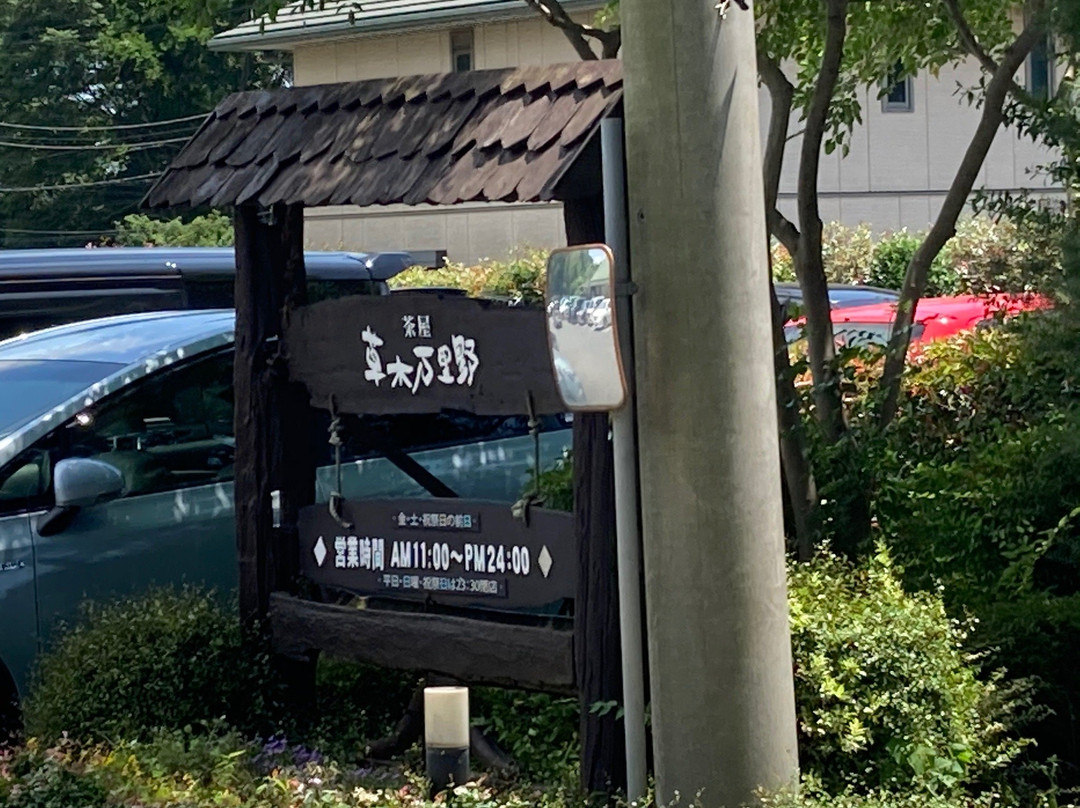 茶屋
草木万里野
金・土・祝祭日の前日
営業時間 AM11:00～PM24:00
平日・日曜・祝祭日は23:30閉店